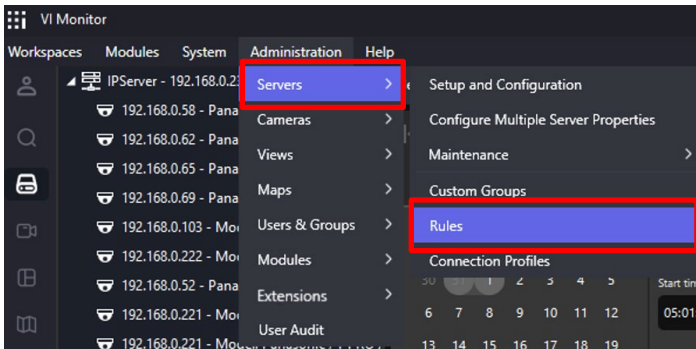 VI Monitor
Workspaces Modules System Administration Help
IPServer - 192.168.0.2
192.168.0.58 - Pana
192.168.0.62 - Pana
192.168.0.65 - Pana
192.168.0.69 - Pana
192.168.0.103 - Mo
192.168.0.222 - Mo
192.168.0.52 - Pana
192.168.0.221 - Mo
192.168.0.221 -
Servers
Cameras
Views
Maps
Users & Groups
Modules
Extensions
User Audit
Setup and Configuration
Configure Multiple Server Properties
Maintenance
Custom Groups
Rules
Connection Profiles
30 31 1 2 3 4 5
6 7 8 9 10 11 12
13 14 15 16 17 18 19
Start tim
05:01